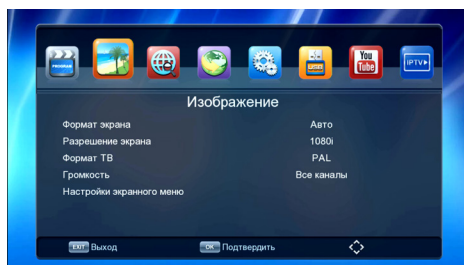 PROGRAM
USB
You
Tube
IPTV
Изображение
Формат экрана Авто
Разрешение экрана 1080i
Формат ТВ PAL
Громкость Все каналы
Настройки экранного меню
EXIT Выход OK Подтвердить